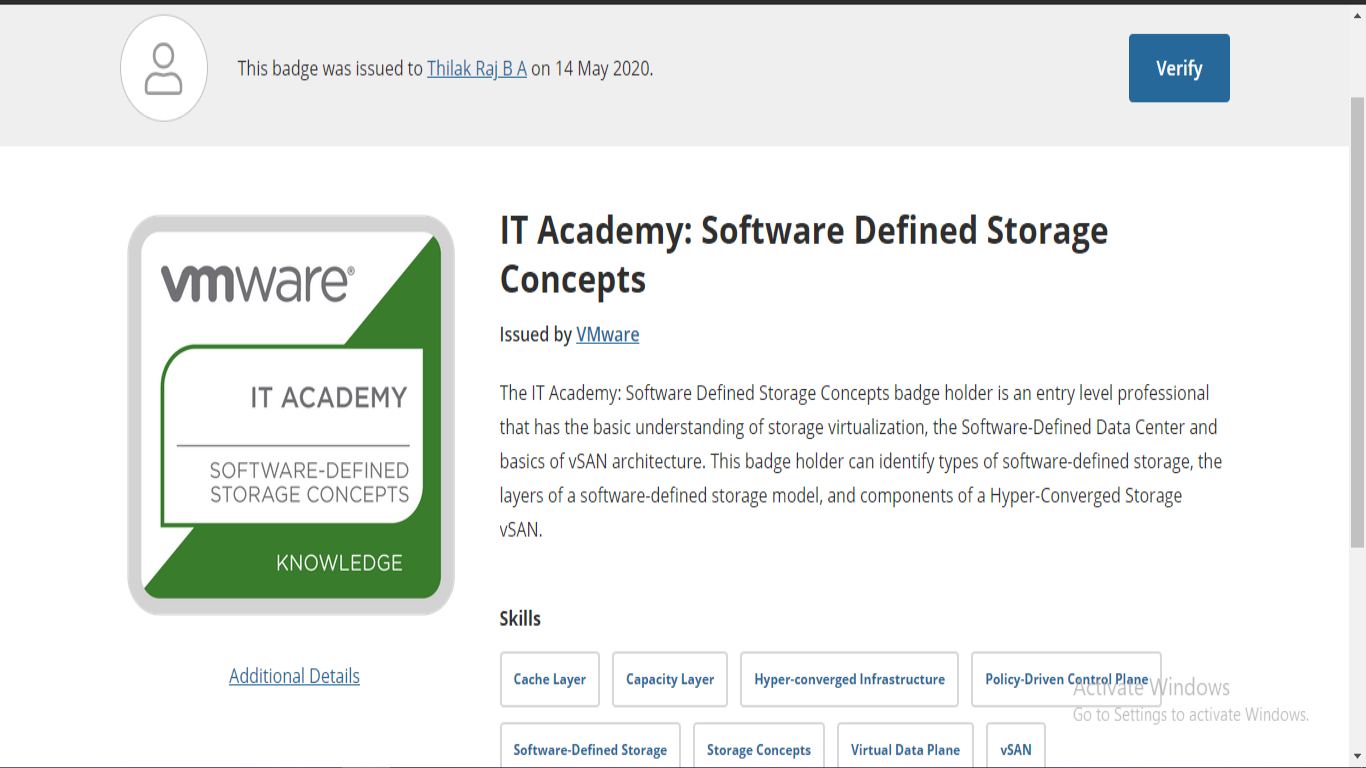 This badge was issued to Thilak Raj B A on 14 May 2020.
Verify
vmware®
IT ACADEMY
SOFTWARE-DEFINED
STORAGE CONCEPTS
KNOWLEDGE
Additional Details
IT Academy: Software Defined Storage
Concepts
Issued by VMware
The IT Academy: Software Defined Storage Concepts badge holder is an entry level professional
that has the basic understanding of storage virtualization, the Software-Defined Data Center and
basics of vSAN architecture. This badge holder can identify types of software-defined storage, the
layers of a software-defined storage model, and components of a Hyper-Converged Storage
vSAN.
Skills
Cache Layer Capacity Layer Hyper-converged Infrastructure Policy-Driven Control Plane
Software-Defined Storage Storage Concepts Virtual Data Plane vSAN
Activate Windows
Go to Settings to activate Windows.